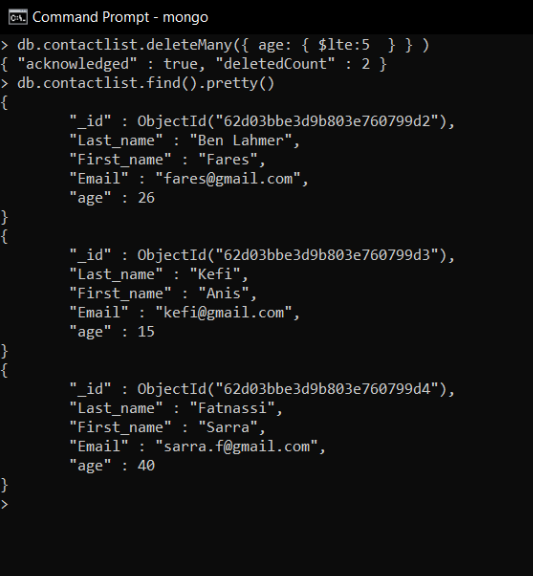 Command Prompt - mongo
> db.contactlist.deleteMany({ age: { $lte:5  } } )
{ "acknowledged" : true, "deletedCount" : 2 }
> db.contactlist.find().pretty()
{
        "_id" : ObjectId("62d03bbe3d9b803e760799d2"),
        "Last_name" : "Ben Lahmer",
        "First_name" : "Fares",
        "Email" : "fares@gmail.com",
        "age" : 26
}
{
        "_id" : ObjectId("62d03bbe3d9b803e760799d3"),
        "Last_name" : "Kefi",
        "First_name" : "Anis",
        "Email" : "kefi@gmail.com",
        "age" : 15
}
{
        "_id" : ObjectId("62d03bbe3d9b803e760799d4"),
        "Last_name" : "Fatnassi",
        "First_name" : "Sarra",
        "Email" : "sarra.f@gmail.com",
        "age" : 40
}
>